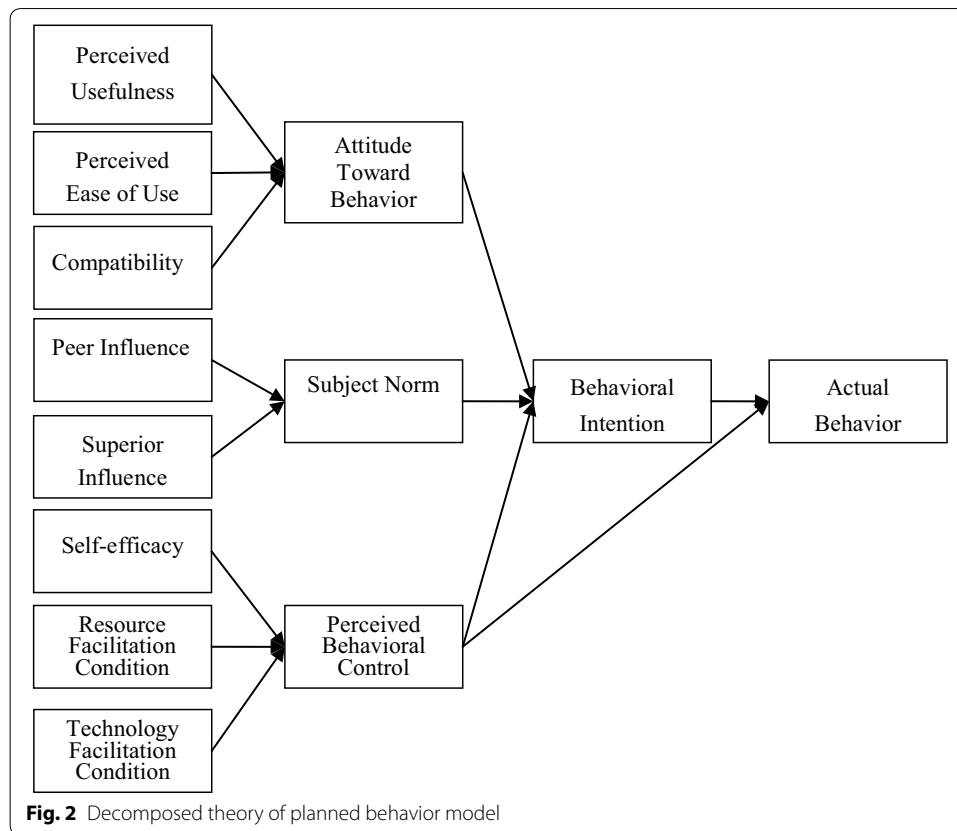 Perceived
Usefulness
Perceived
Ease of Use
Compatibility
Peer Influence
Superior
Influence
Self-efficacy
Resource
Facilitation
Condition
Technology
Facilitation
Condition
Attitude
Toward
Behavior
Subject Norm
Perceived
Behavioral
Control
Behavioral
Intention
Actual
Behavior
Fig. 2 Decomposed theory of planned behavior model